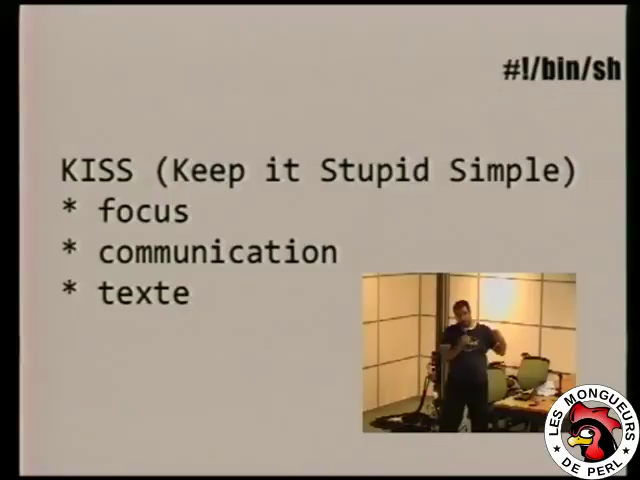 #!/bin/sh
KISS (Keep it Stupid Simple)
* focus
* communication
* texte
LES MONGUEURS
DE PERL